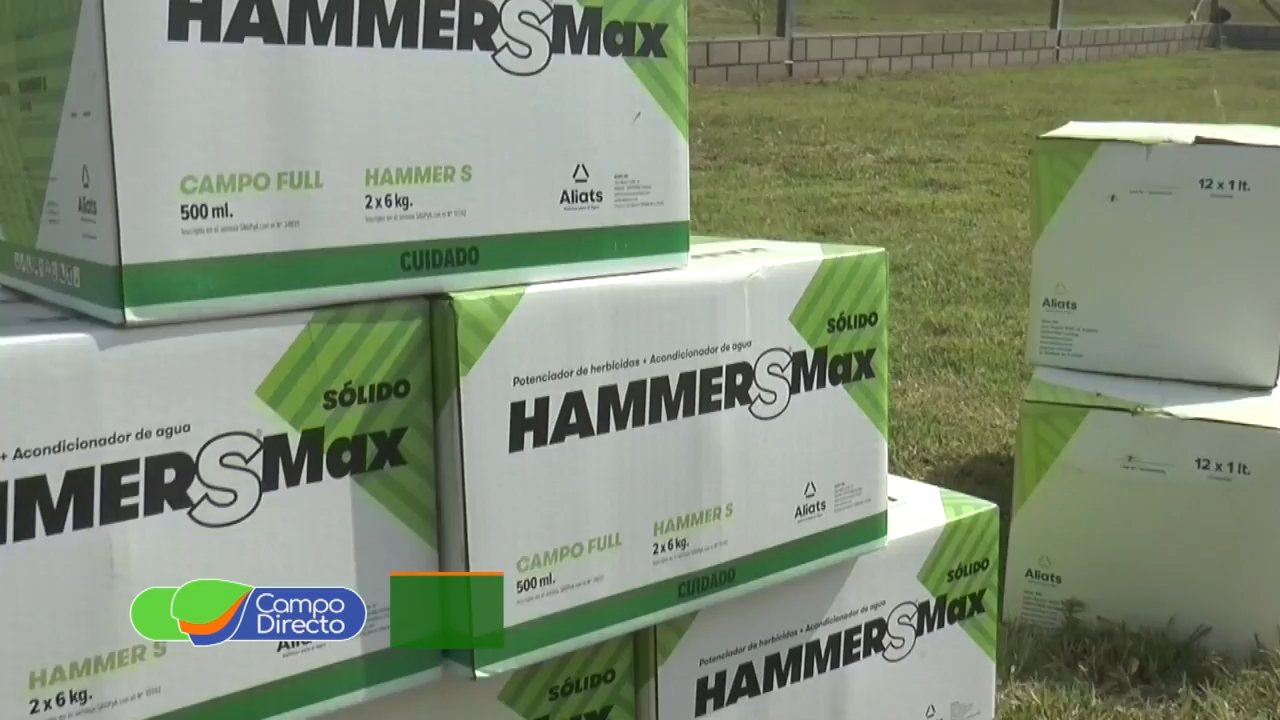 HAMMERSMax
CAMPO FULL
500 ml.
HAMMER S
2 x 6 kg.
Aliats
CUIDADO
Aliats
12 x 1 lt.
Aliats
SÓLIDO
+ Acondicionador de agua
MMERSMax
HAMMER S
2 x 6 kg.
SÓLIDO
Potenciador de herbicidas + Acondicionador de agua
HAMMERSMax
CAMPO FULL
500 ml.
HAMMER S
2 x 6 kg.
Aliats
CUIDADO
12 x 1 lt.
Aliats
SÓLIDO
Potenciador de herbicidas + Acondicionador de agua
HAMMERSMax
SÓLIDO
Campo
Directo